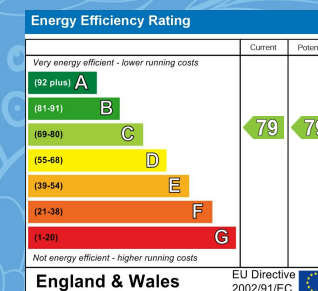 Energy Efficiency Rating
Current Poten
Very energy efficient - lower running costs
(92 plus) A
(81-91) B
(69-80) C
79 79
(55-68) D
(39-54) E
(21-38) F
(1-20) G
Not energy efficient - higher running costs
England & Wales
EU Directive
2002/91/EC